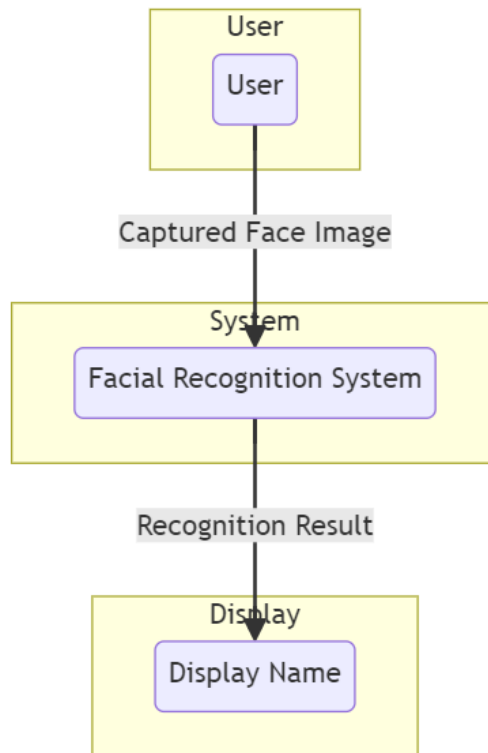 User
User
Captured Face Image
System
Facial Recognition System
Recognition Result
Display
Display Name